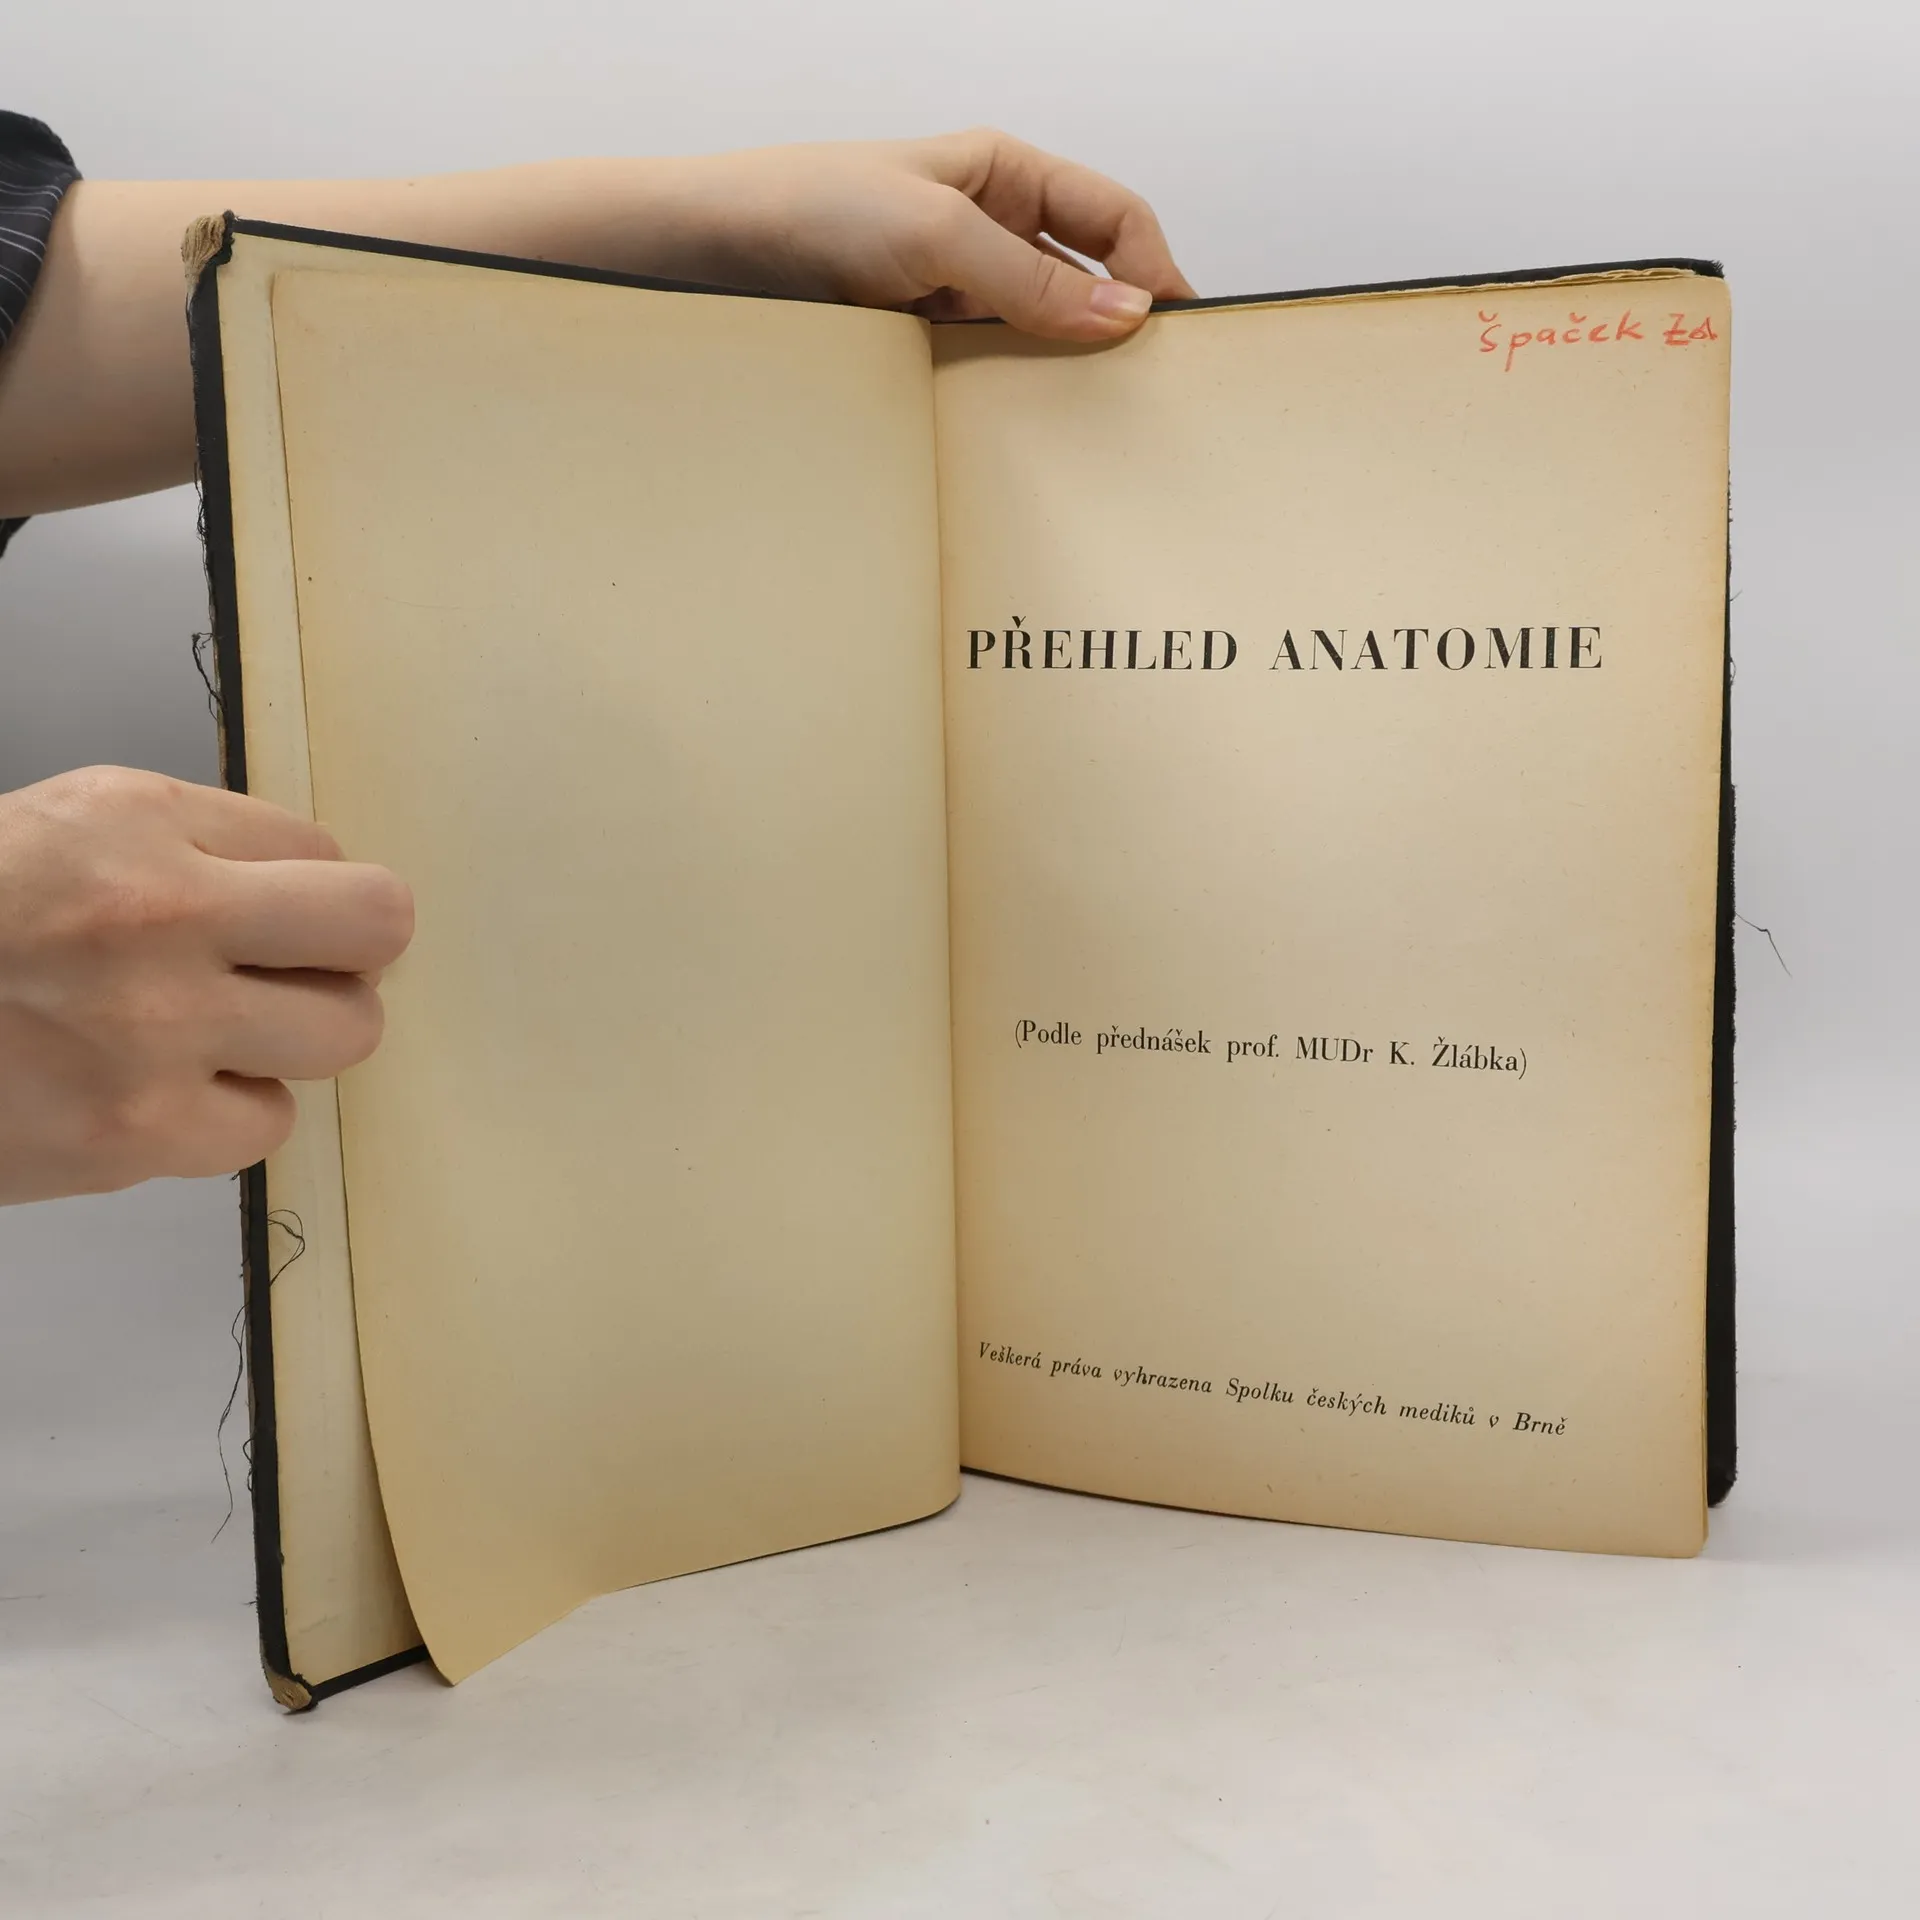 Špaček Zd
PŘEHLED ANATOMIE
(Podle přednášek prof. MUDr K. Žlábka)
Veškerá práva vyhrazena Spolku českých mediků v Brně